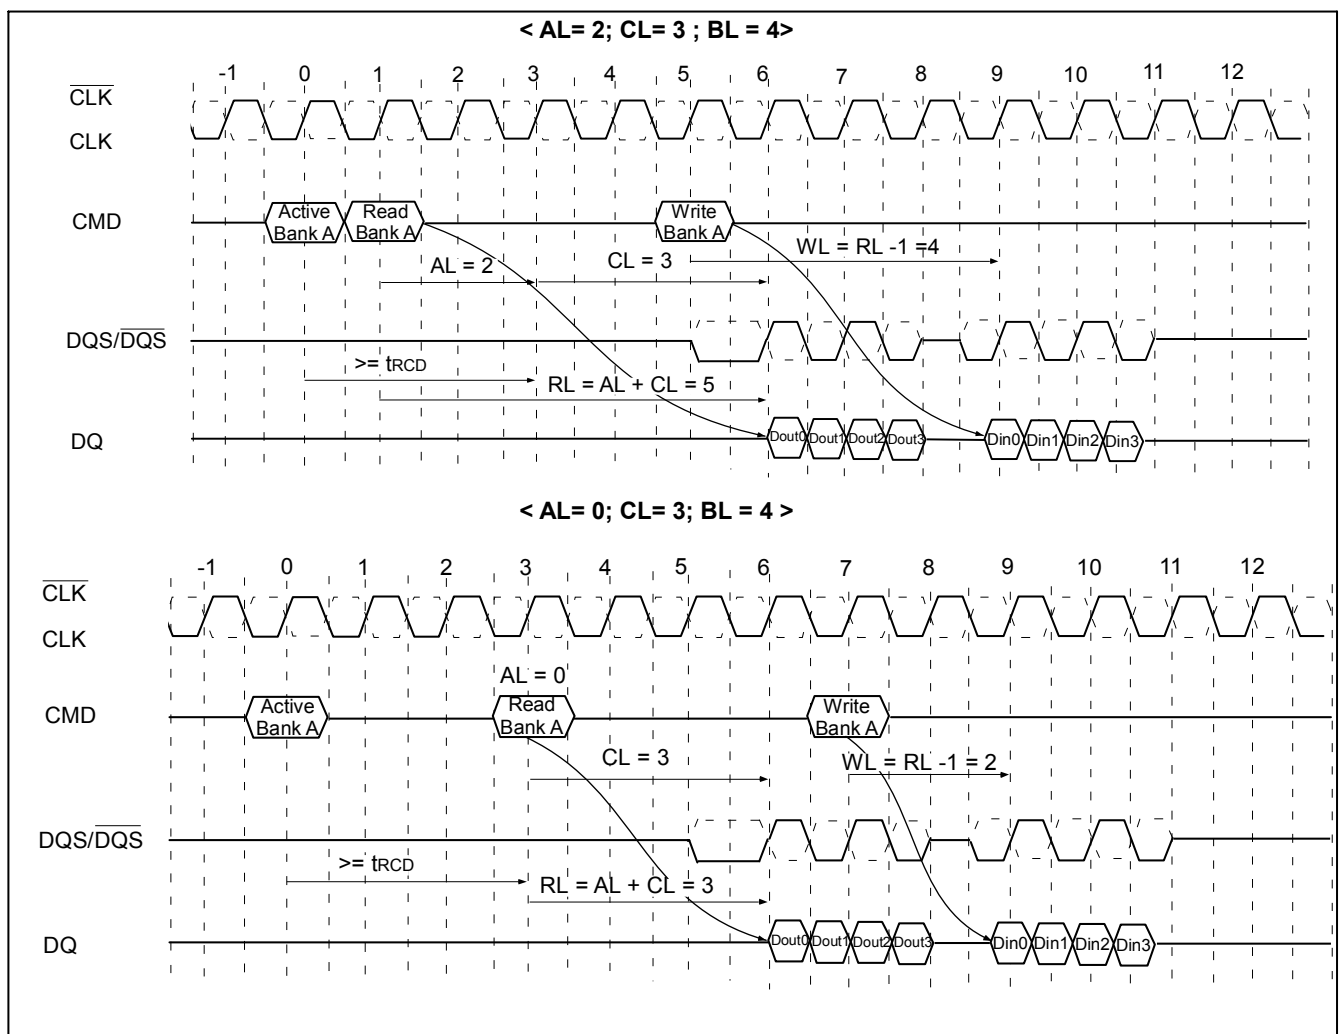 < AL= 2; CL= 3 ; BL = 4>
-1 0 1 2 3 4 5 6 7 8 9 10 11 12
CLK
CLK
CMD
Active Bank A
Read Bank A
Write Bank A
WL = RL -1 =4
AL = 2
CL = 3
DQS/DQS
>= tRCD
RL = AL + CL = 5
DQ
Dout0 Dout1 Dout2 Dout3 Din0 Din1 Din2 Din3
< AL= 0; CL= 3; BL = 4 >
-1 0 1 2 3 4 5 6 7 8 9 10 11 12
CLK
CLK
AL = 0
CMD
Active Bank A
Read Bank A
Write Bank A
CL = 3
WL = RL -1 = 2
DQS/DQS
>= tRCD
RL = AL + CL = 3
DQ
Dout0 Dout1 Dout2 Dout3 Din0 Din1 Din2 Din3